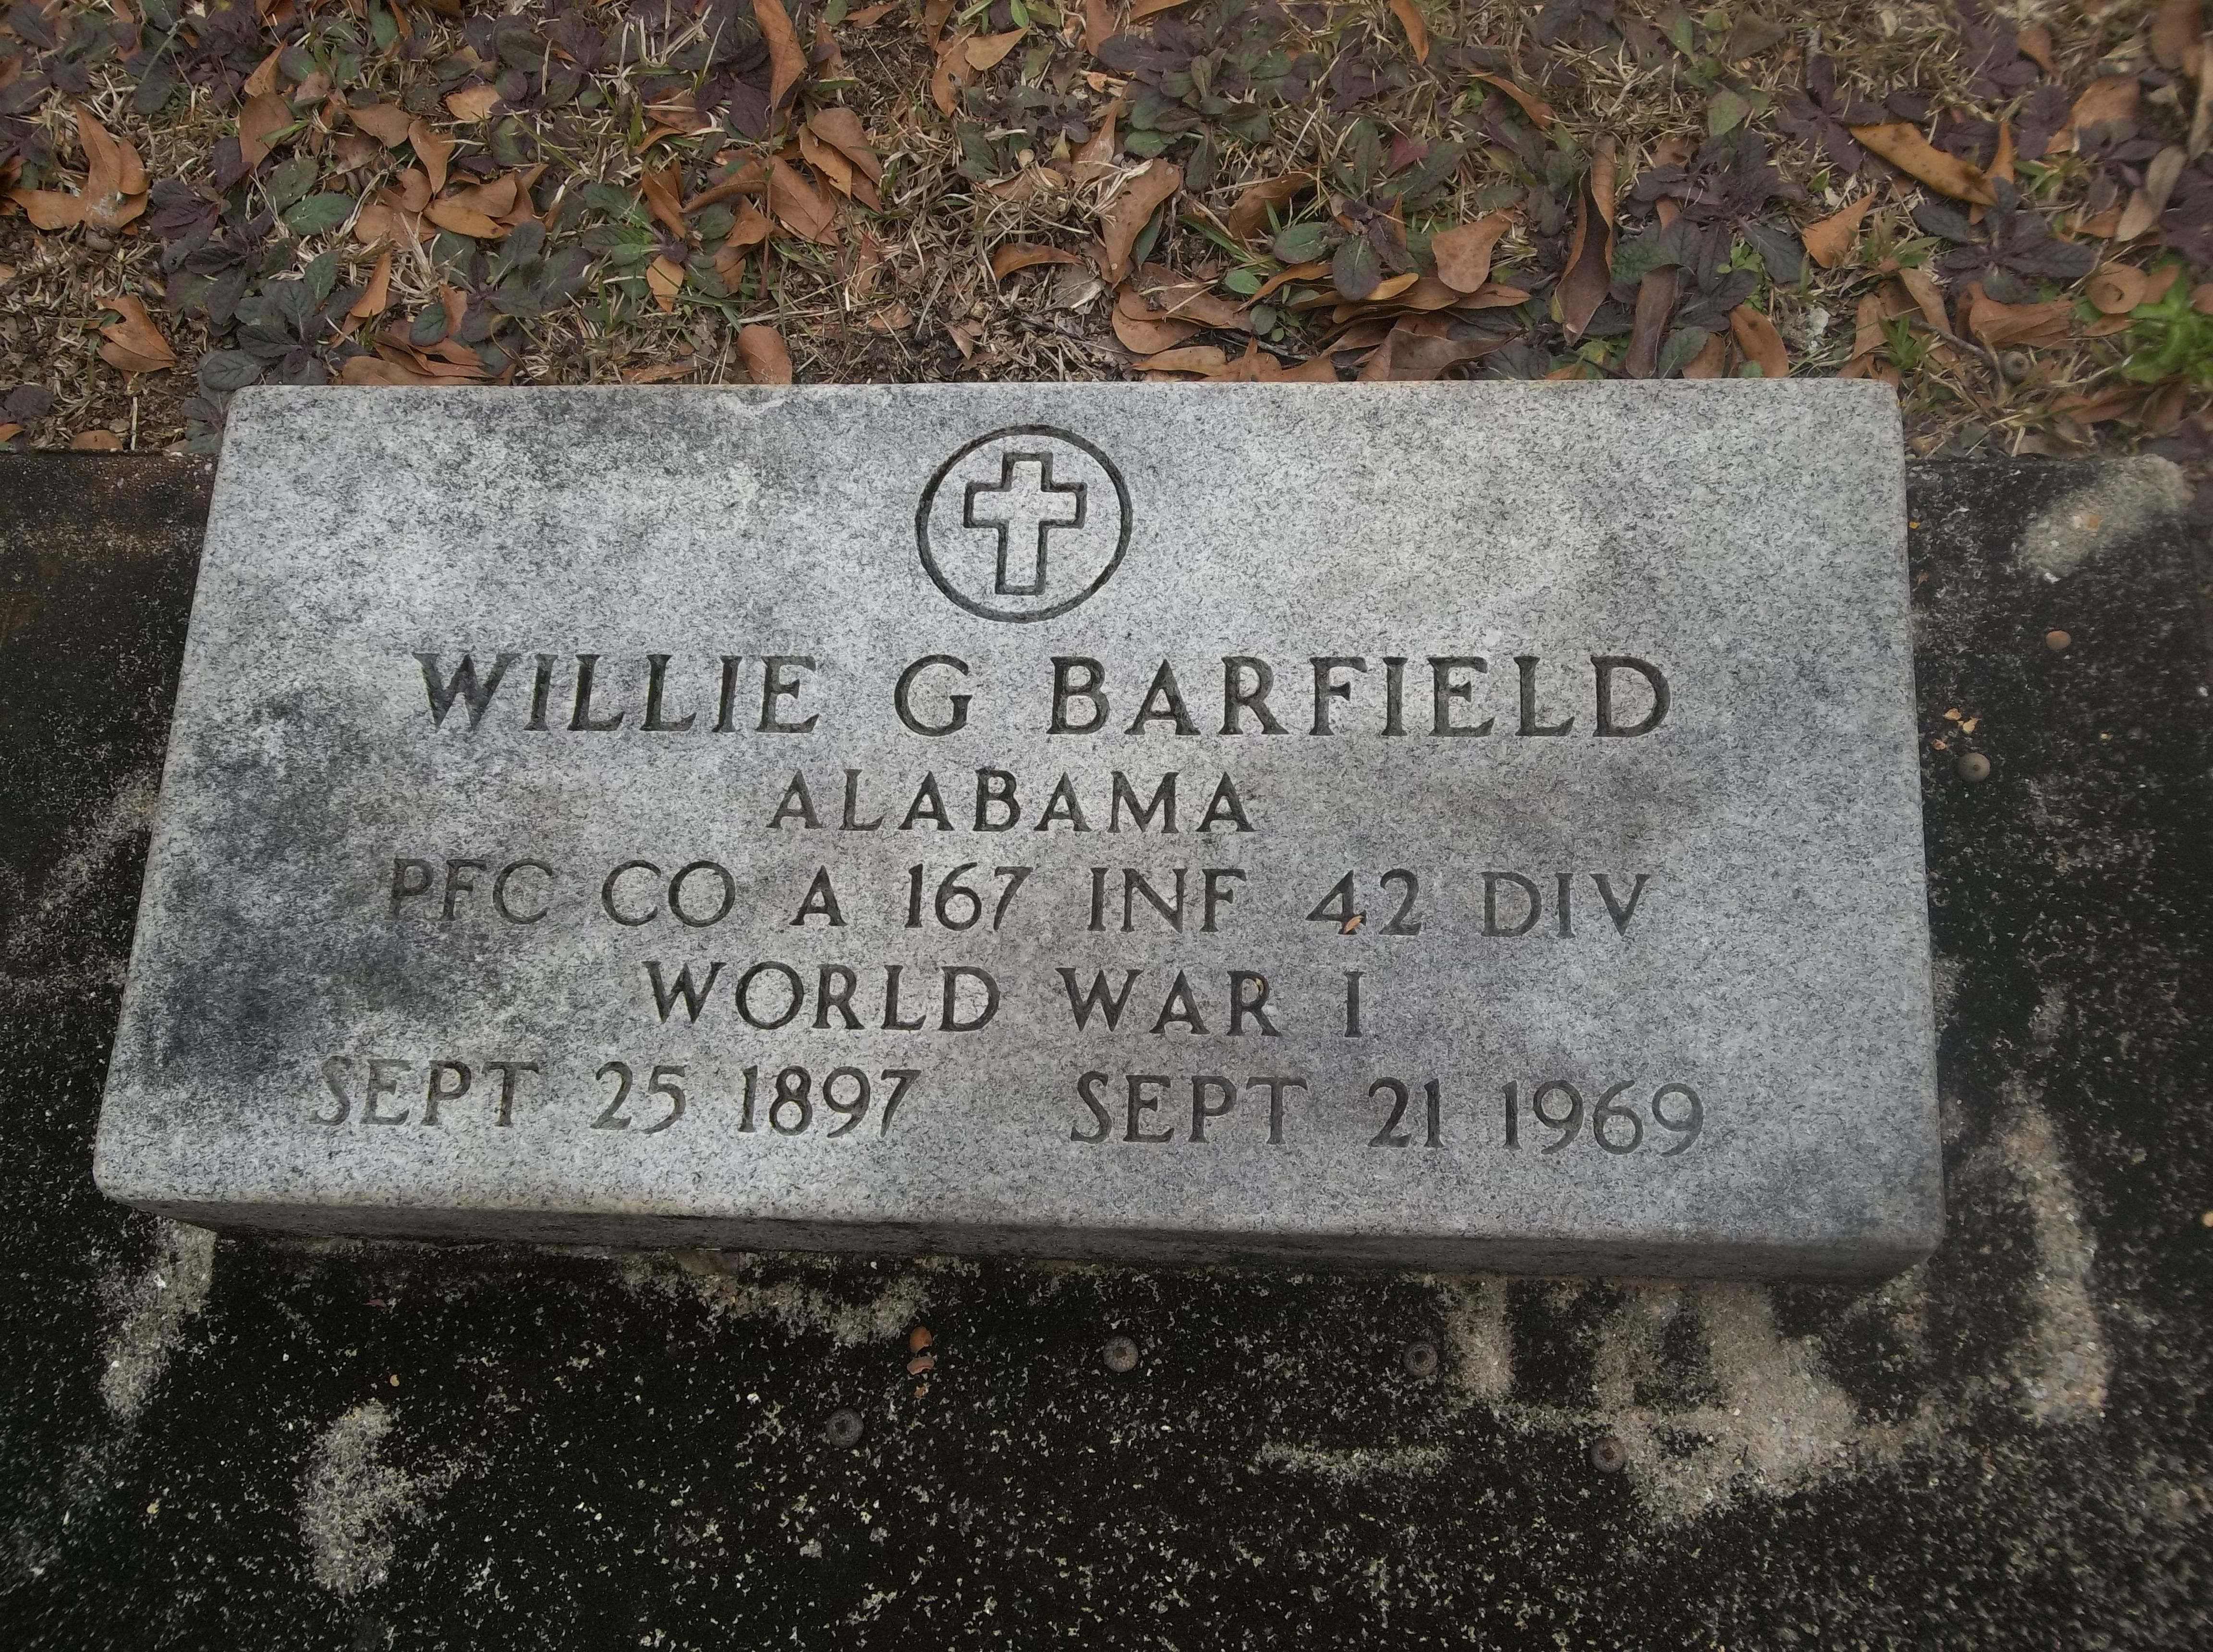 WILLIE G BARFIELD
ALABAMA
PFC CO A 167 INF 42 DIV
WORLD WAR I
SEPT 25 1897 SEPT 21 1969